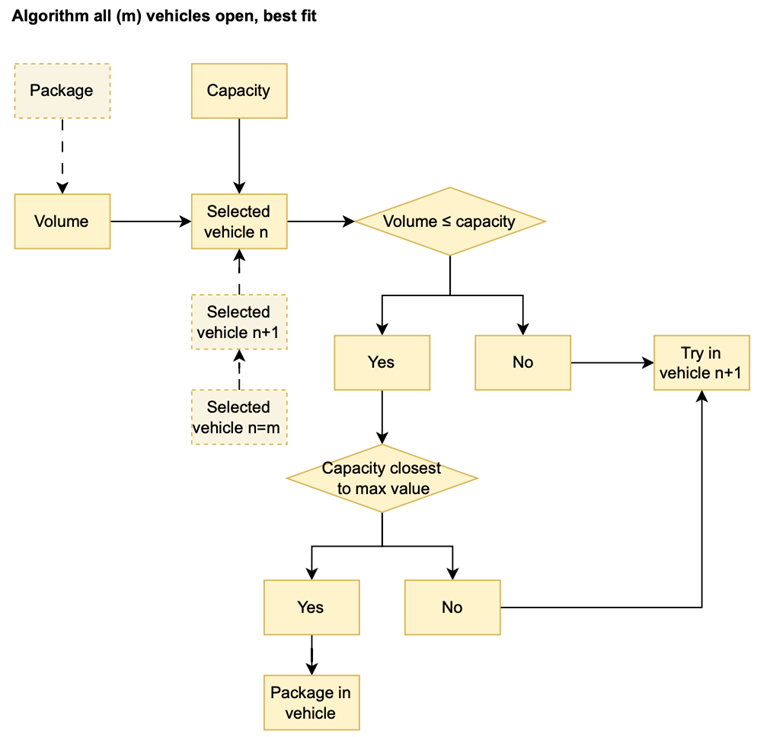 Algorithm all (m) vehicles open, best fit
Package
Capacity
Volume
Selected
vehicle n
Volume ≤ capacity
Selected
vehicle n+1
Yes
No
Try in
vehicle n+1
Selected
vehicle n=m
Capacity closest
to max value
Yes
No
Package in
vehicle